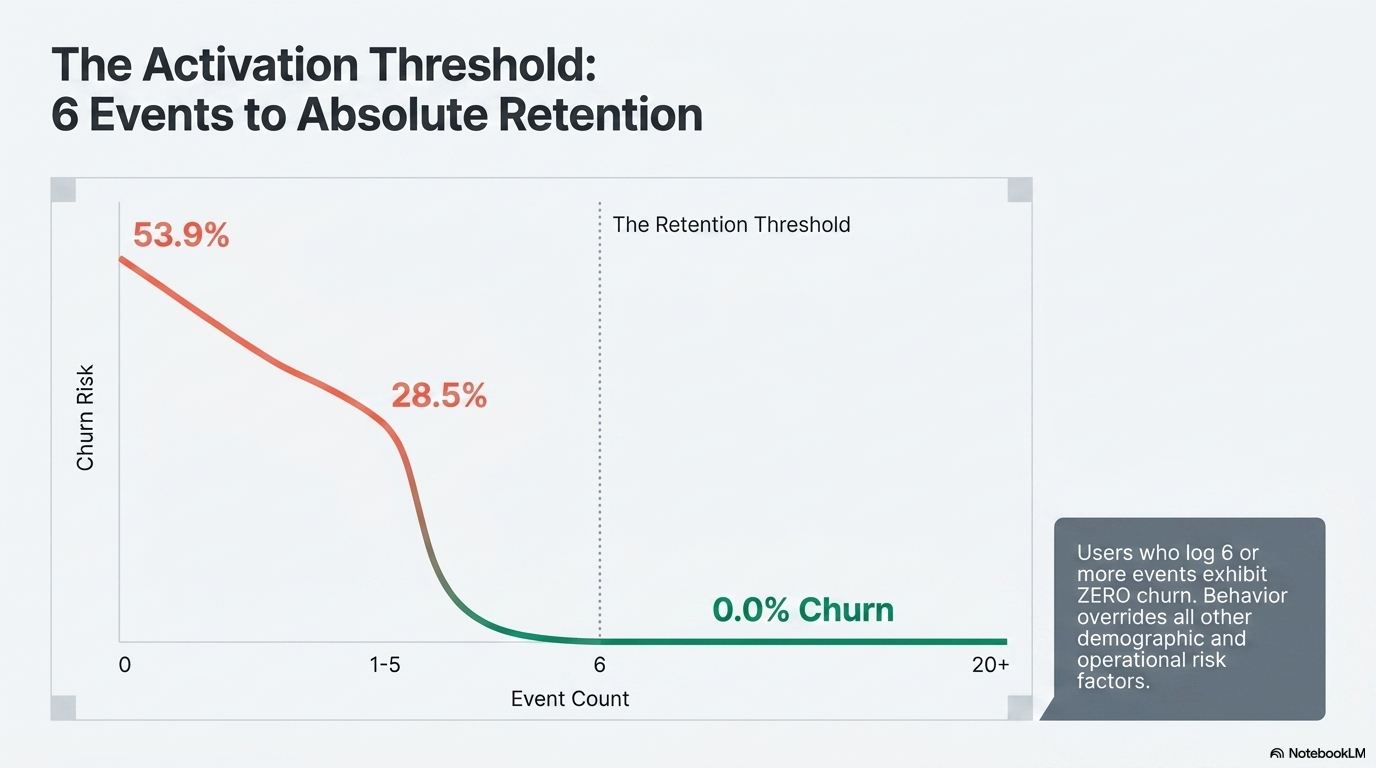 The Activation Threshold:
6 Events to Absolute Retention
53.9%
The Retention Threshold
Churn Risk
28.5%
0.0% Churn
0
1-5
6
20+
Event Count
Users who log 6 or
more events exhibit
ZERO churn. Behavior
overrides all other
demographic and
operational risk
factors.
NotebookLM